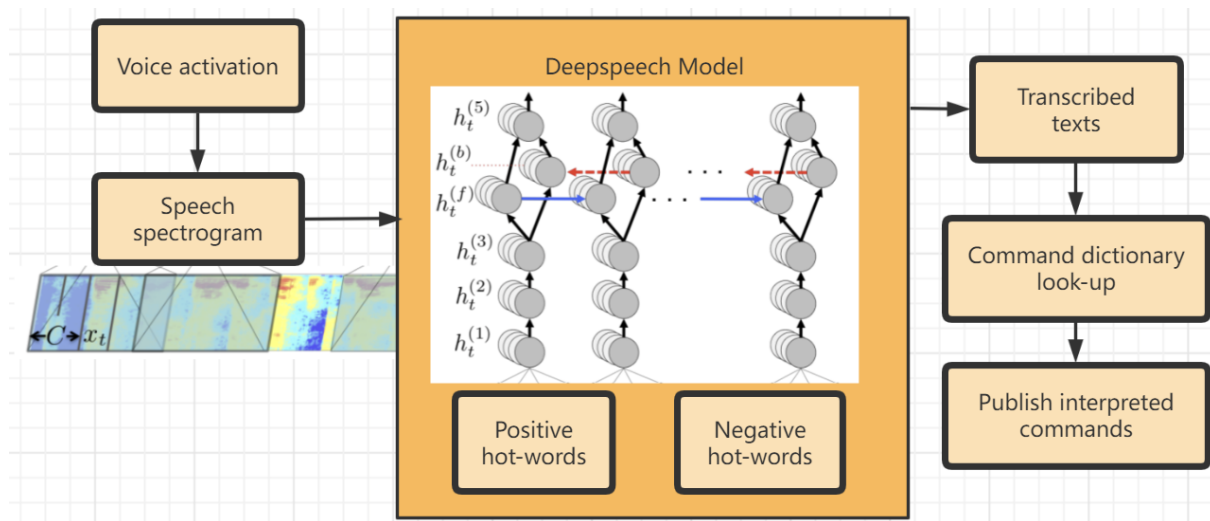 Voice activation
Speech
spectrogram
C
x_t
Deepspeech Model
h_t^{(5)}
h_t^{(b)}
h_t^{(f)}
h_t^{(3)}
h_t^{(2)}
h_t^{(1)}
. . .
. . .
Positive
hot-words
Negative
hot-words
Transcribed
texts
Command dictionary
look-up
Publish interpreted
commands